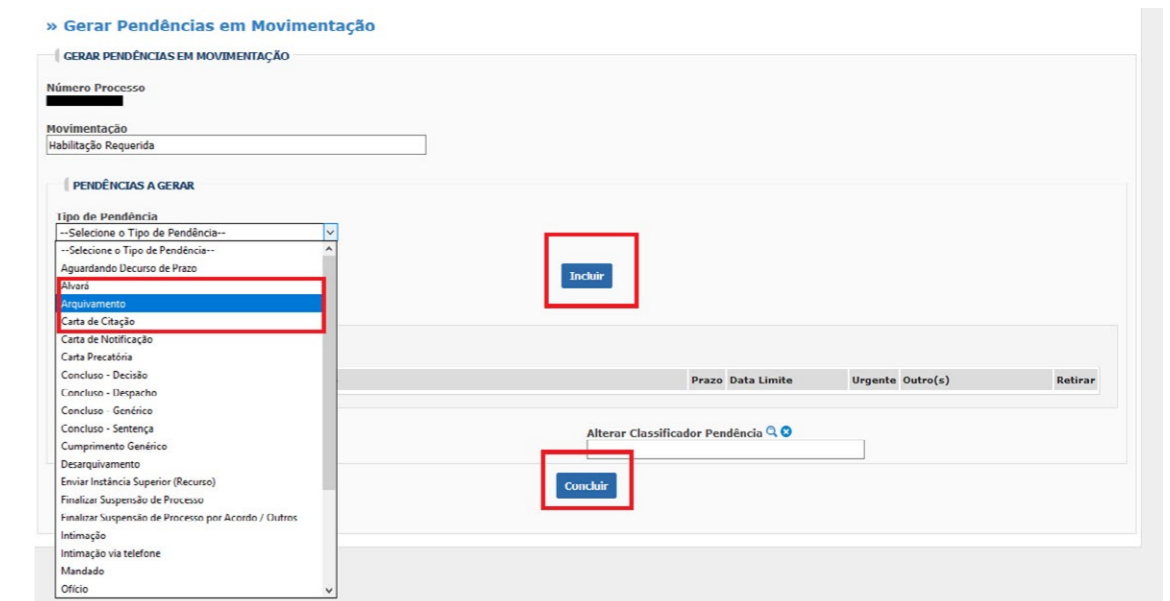 » Gerar Pendências em Movimentação
GERAR PENDÊNCIAS EM MOVIMENTAÇÃO
Número Processo
Movimentação
Habilitação Requerida
PENDÊNCIAS A GERAR
Tipo de Pendência
--Selecione o Tipo de Pendência--
--Selecione o Tipo de Pendência--
Aguardando Decurso de Prazo
Alvará
Arquivamento
Carta de Citação
Carta de Notificação
Carta Precatória
Concluso - Decisão
Concluso - Despacho
Concluso - Genérico
Concluso - Sentença
Cumprimento Genérico
Desarquivamento
Enviar Instância Superior (Recurso)
Finalizar Suspensão de Processo
Finalizar Suspensão de Processo por Acordo / Outros
Intimação
Intimação via telefone
Mandado
Ofício
Incluir
Prazo Data Limite Urgente Outro(s) Retirar
Alterar Classificador Pendência
Concluir